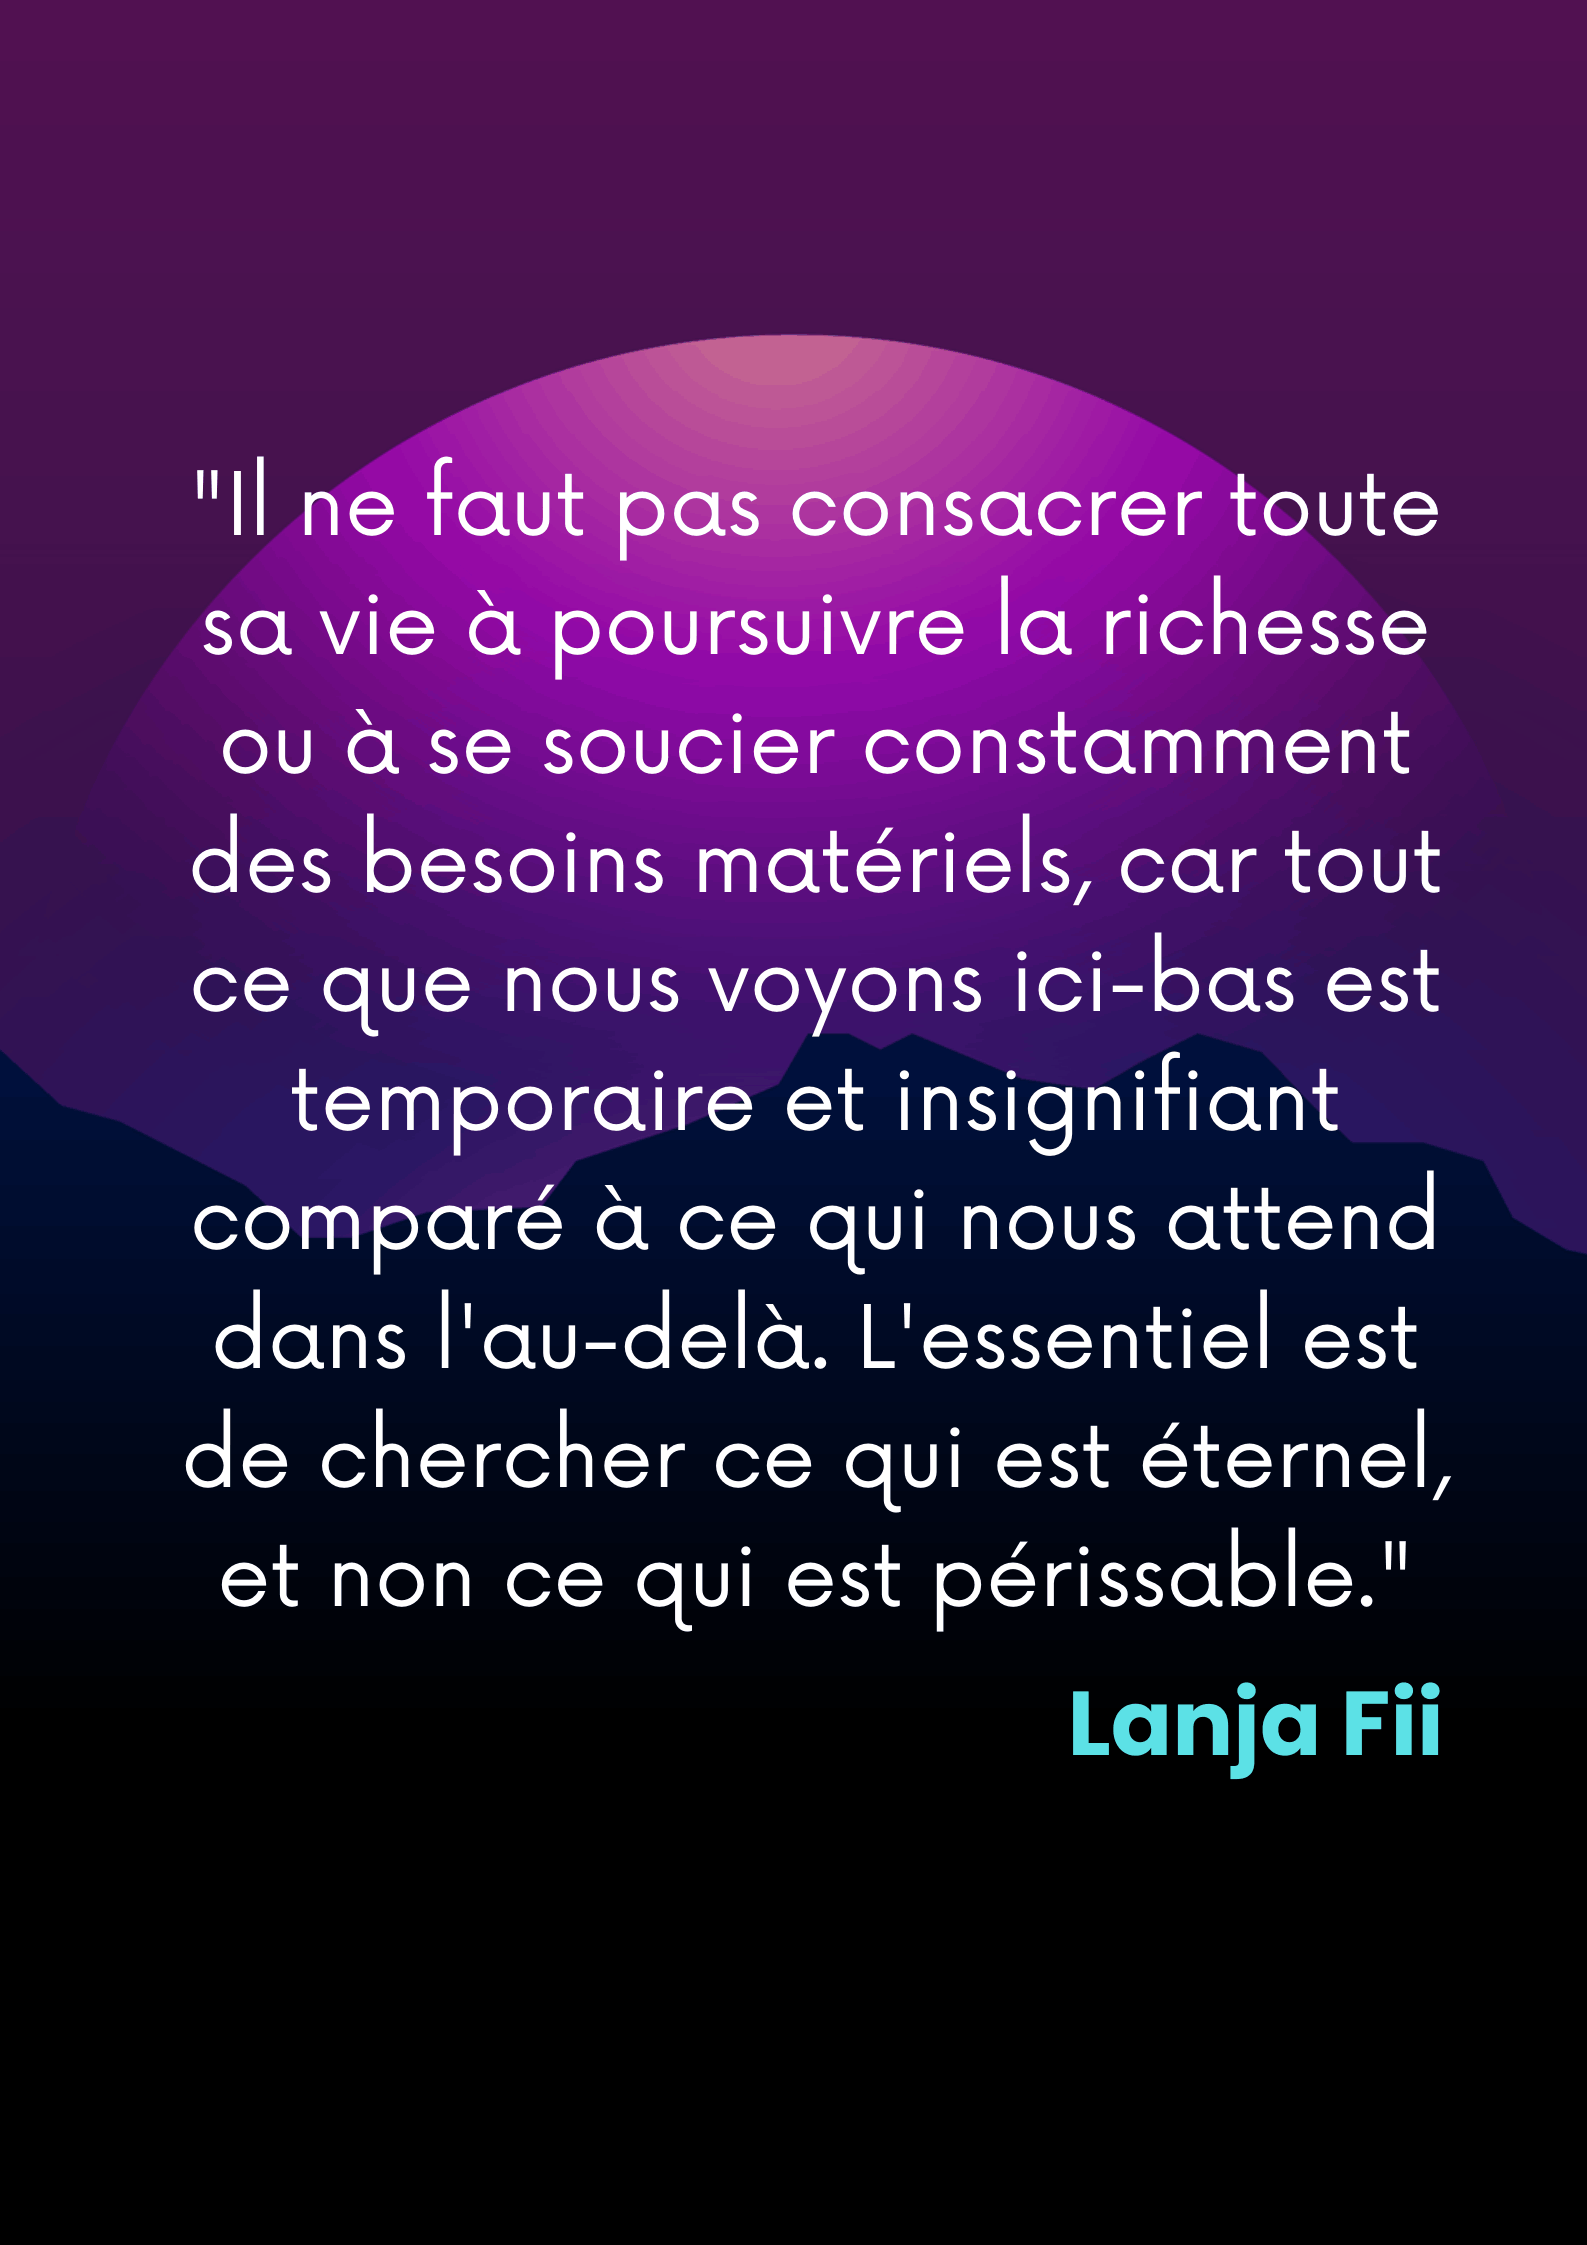 "Il ne faut pas consacrer toute
sa vie à poursuivre la richesse
ou à se soucier constamment
des besoins matériels, car tout
ce que nous voyons ici-bas est
temporaire et insignifiant
comparé à ce qui nous attend
dans l'au-delà. L'essentiel est
de chercher ce qui est éternel,
et non ce qui est périssable."
Lanja Fii